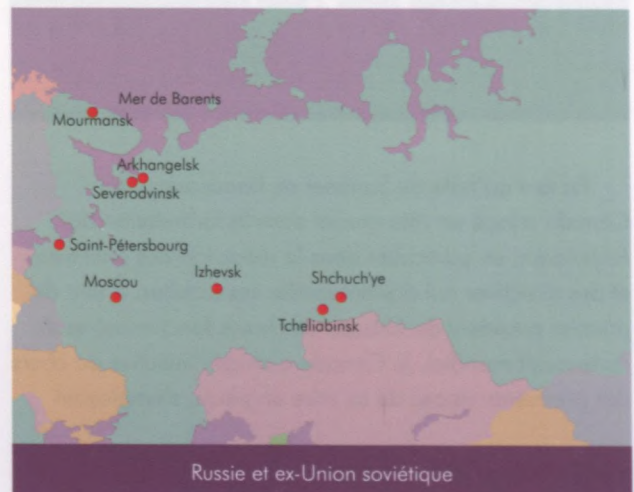 Mer de Barents
Mourmansk
Arkhangelsk
Severodvinsk
Saint-Pétersbourg
Moscou
Izhevsk
Shchuch'ye
Tcheliabinsk
Russie et ex-Union soviétique